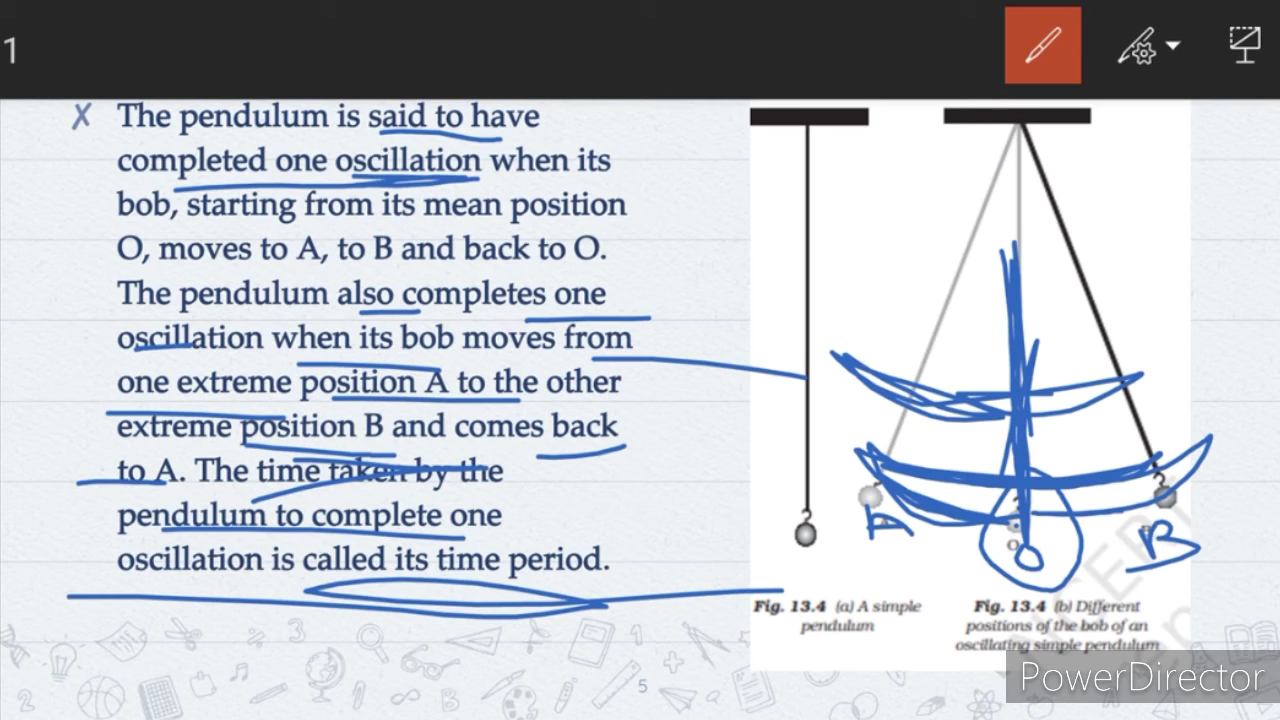 1
✗ The pendulum is said to have
completed one oscillation when its
bob, starting from its mean position
O, moves to A, to B and back to O.
The pendulum also completes one
oscillation when its bob moves from
one extreme position A to the other
extreme position B and comes back
to A. The time taken by the
pendulum to complete one
oscillation is called its time period.
A
O
B
Fig. 13.4 (a) A simple
pendulum
Fig. 13.4 (b) Different
positions of the bob of an
oscillating simple pendulum
5
PowerDirector